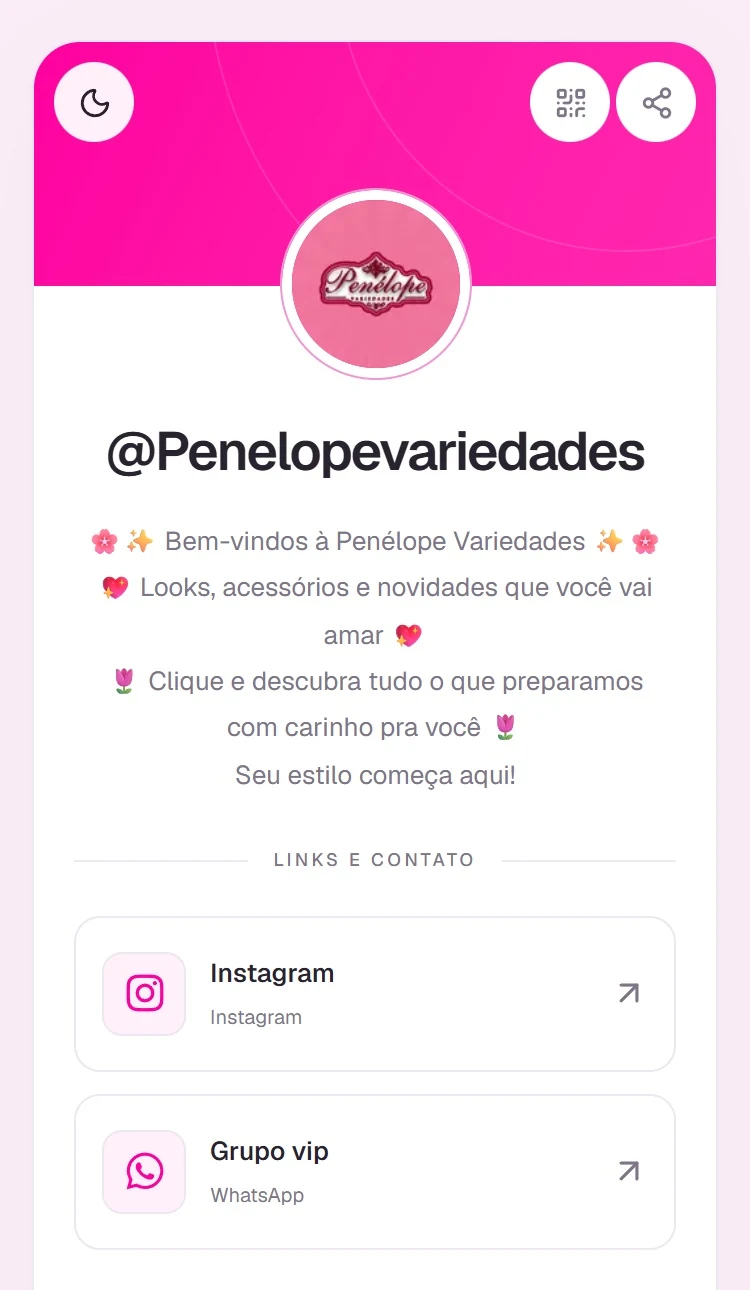 Penélope
VARIEDADES
@Penelopevariedades
🌸✨ Bem-vindos à Penélope Variedades ✨🌸
💖 Looks, acessórios e novidades que você vai
amar 💖
🌷 Clique e descubra tudo o que preparamos
com carinho pra você 🌷
Seu estilo começa aqui!
LINKS E CONTATO
Instagram
Instagram
Grupo vip
WhatsApp